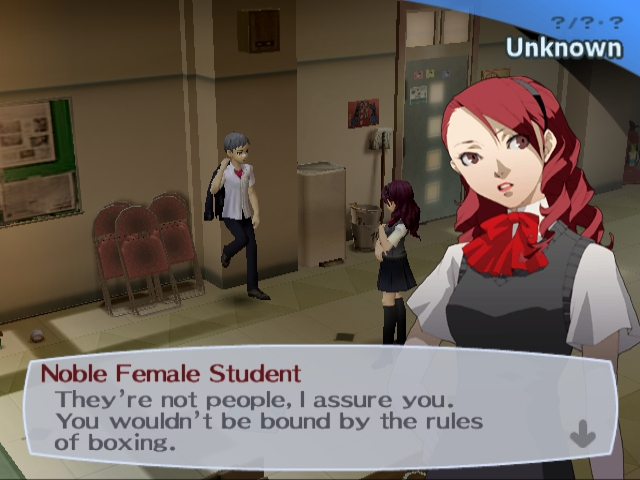 ?/?·?
Unknown
Noble Female Student
They're not people, I assure you.
You wouldn't be bound by the rules
of boxing.